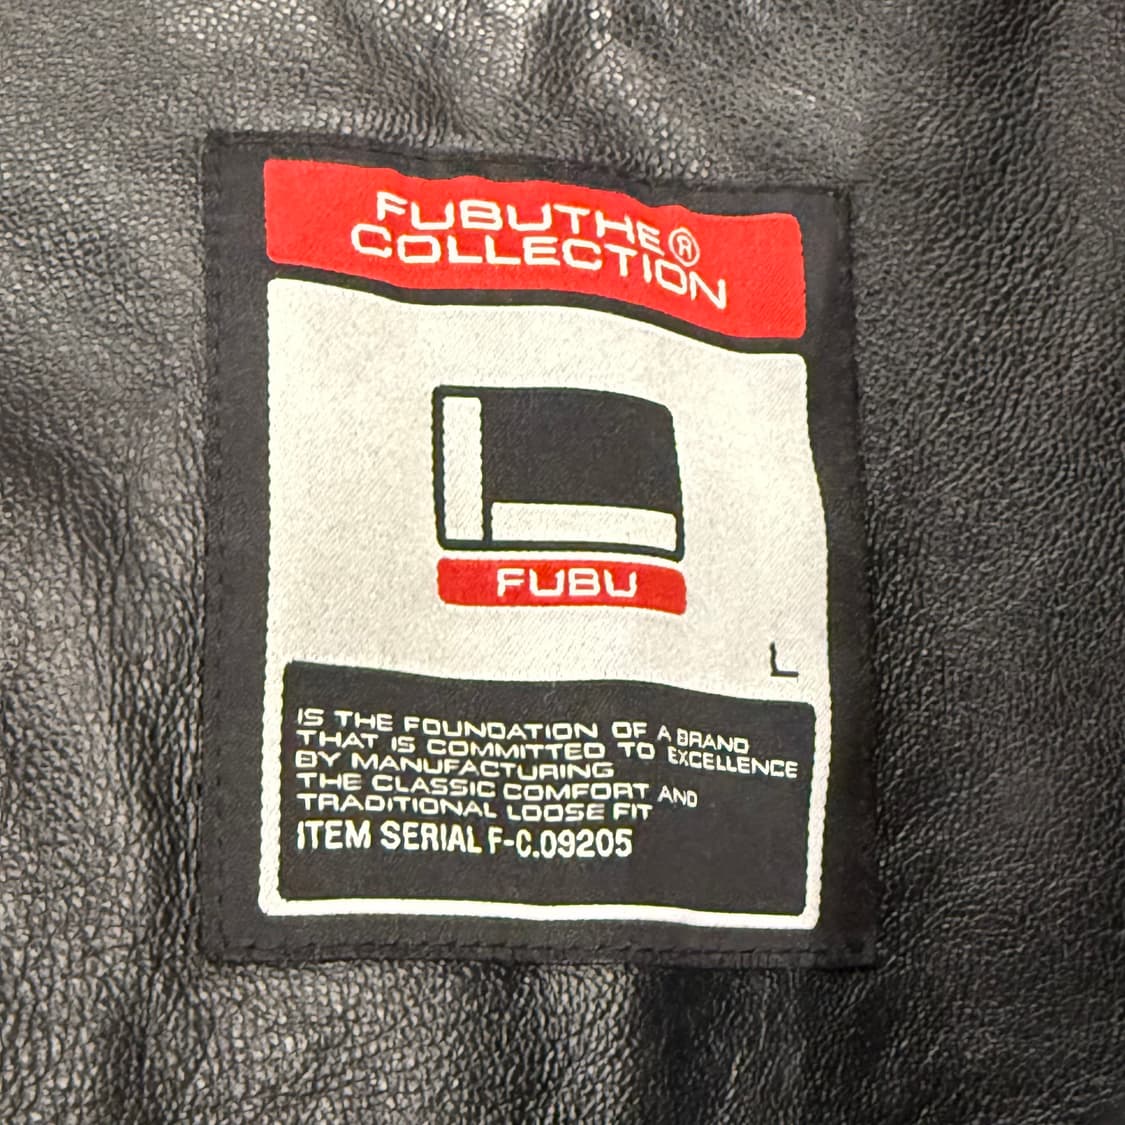 FUBUTHE®
COLLECTION
FUBU
L
IS THE FOUNDATION OF A BRAND
THAT IS COMMITTED TO EXCELLENCE
BY MANUFACTURING
THE CLASSIC COMFORT AND
TRADITIONAL LOOSE FIT
ITEM SERIAL F-C.09205